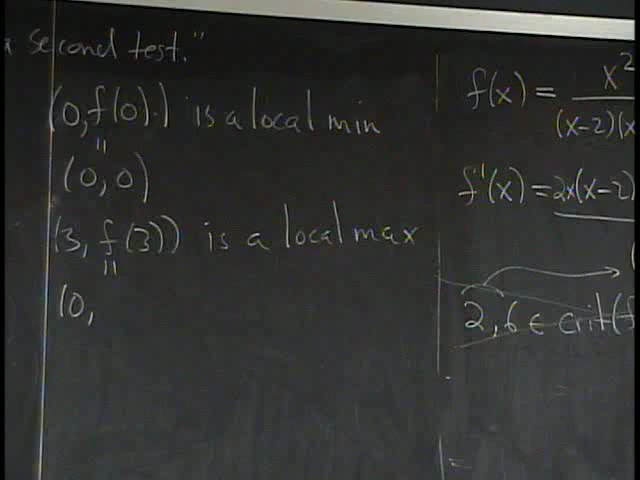 second test."
(0, f(0).) is a local min
=
(0,0)
(3, f(3)) is a local max
=
(0,
f(x) = x²
(x-2)(x
f'(x) = 2x(x-2)
2, 6 ∈ crit(f
=
=